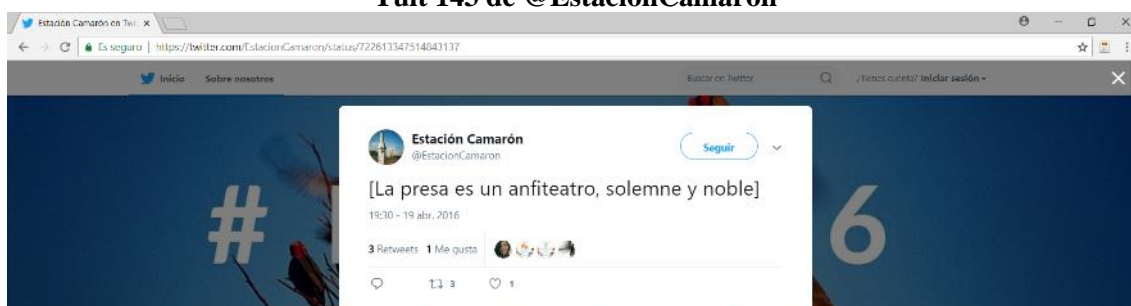 Tuit 145 de @EstacionCamaron
Estación Camarón en Twi
Es seguro | https://twitter.com/EstacionCamaron/status/722613347514843137
Inicio Sobre nosotros Buscar en Twitter ¿Tienes cuenta? Iniciar sesión
# 6
Estación Camarón
@EstacionCamaron
Seguir
[La presa es un anfiteatro, solemne y noble]
19:30 - 19 abr. 2016
3 Retweets 1 Me gusta
3 1